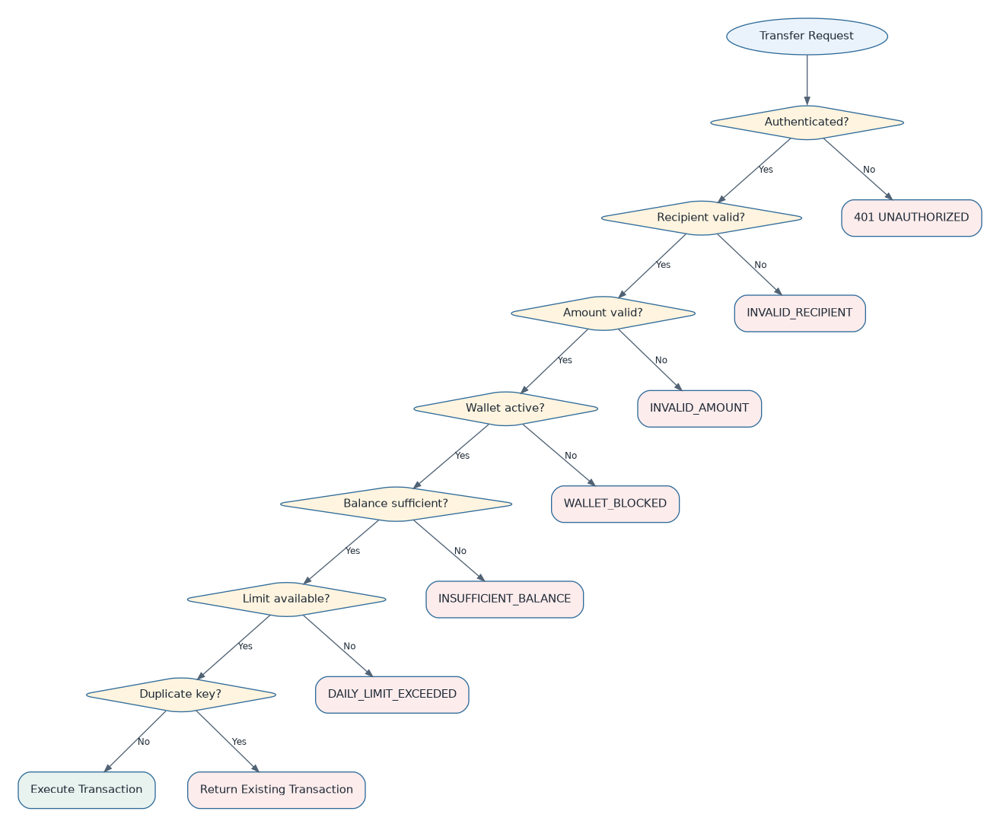 Transfer Request
Authenticated?
Yes
No
Recipient valid?
401 UNAUTHORIZED
Yes
No
Amount valid?
INVALID_RECIPIENT
Yes
No
Wallet active?
INVALID_AMOUNT
Yes
No
Balance sufficient?
WALLET_BLOCKED
Yes
No
Limit available?
INSUFFICIENT_BALANCE
Yes
No
Duplicate key?
DAILY_LIMIT_EXCEEDED
No
Yes
Execute Transaction
Return Existing Transaction